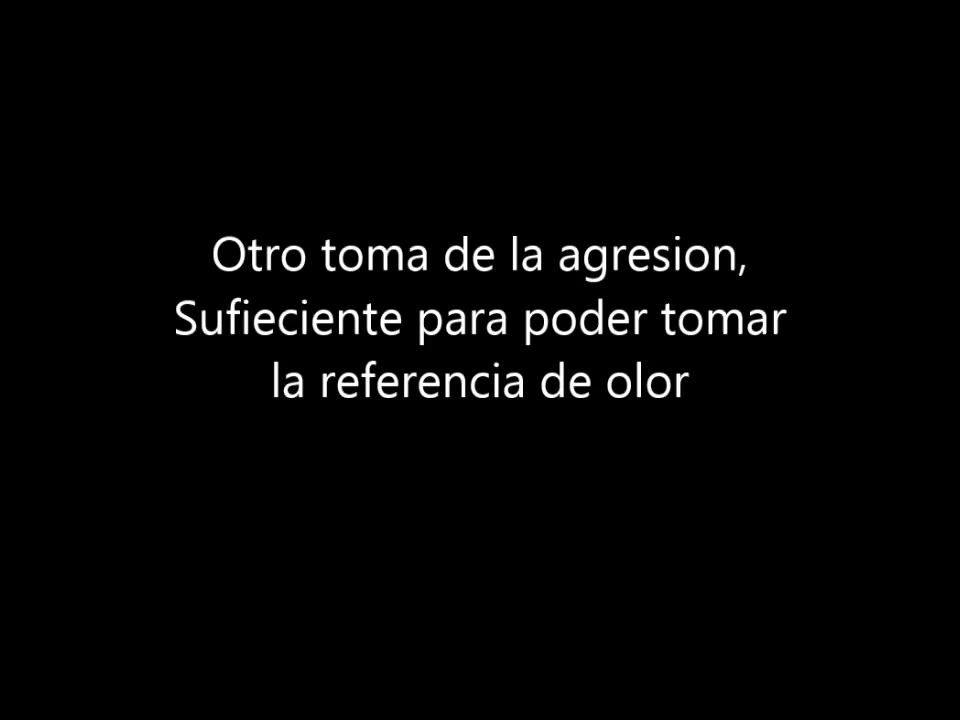 Otro toma de la agresion,
Sufieciente para poder tomar
la referencia de olor